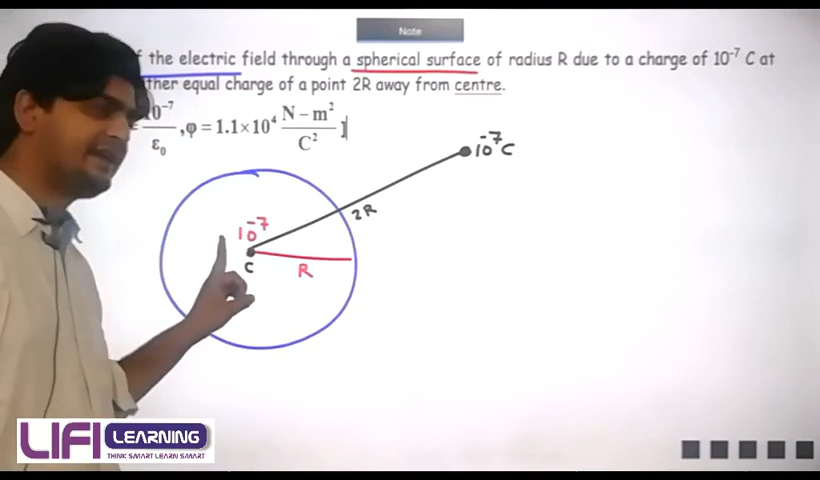 Note
the electric field through a spherical surface of radius R due to a charge of 10⁻⁷ C at
ther equal charge of a point 2R away from centre.
10⁻⁷/ε₀ , φ = 1.1×10⁴ N – m²/C² ]
10⁻⁷ C
2R
10⁻⁷
C
R
LIFI LEARNING
THINK SMART LEARN SMART